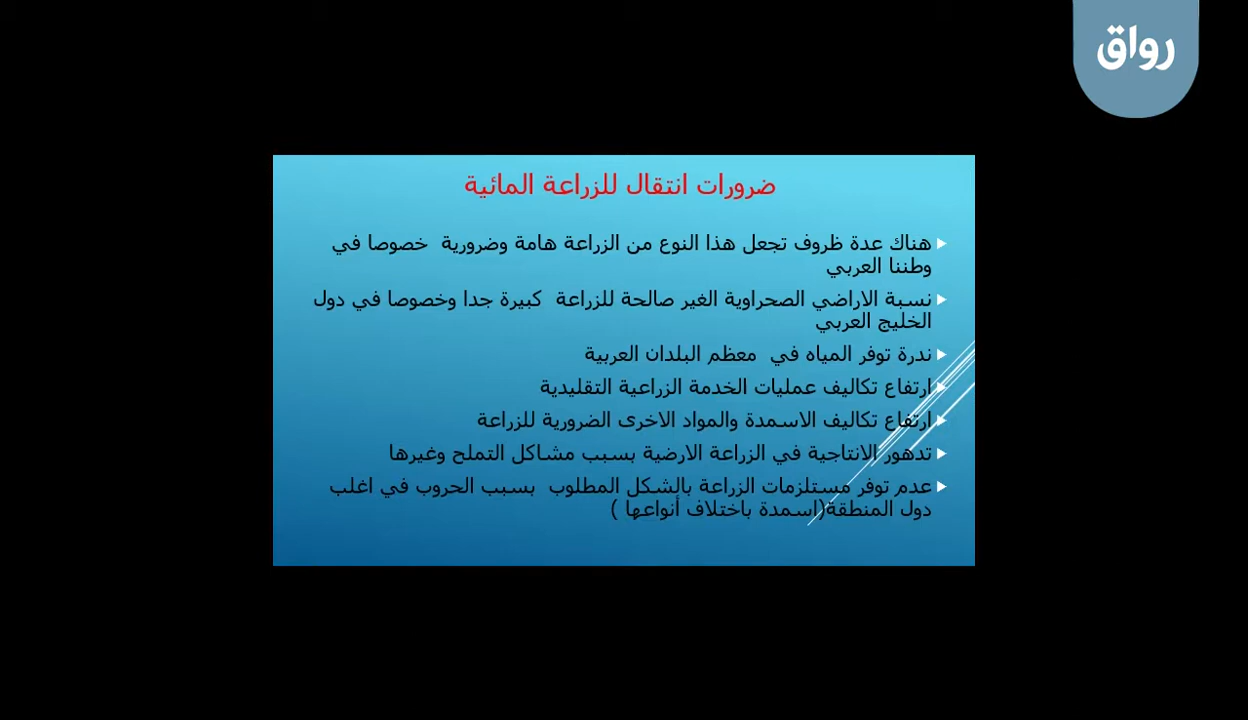 رواق
ضرورات انتقال للزراعة المائية
هناك عدة ظروف تجعل هذا النوع من الزراعة هامة وضرورية خصوصا في
وطننا العربي
نسبة الاراضي الصحراوية الغير صالحة للزراعة كبيرة جدا وخصوصا في دول
الخليج العربي
ندرة توفر المياه في معظم البلدان العربية
ارتفاع تكاليف عمليات الخدمة الزراعية التقليدية
ارتفاع تكاليف الاسمدة والمواد الاخرى الضرورية للزراعة
تدهور الانتاجية في الزراعة الارضية بسبب مشاكل التملح وغيرها
عدم توفر مستلزمات الزراعة بالشكل المطلوب بسبب الحروب في اغلب
دول المنطقة(اسمدة باختلاف أنواعها )